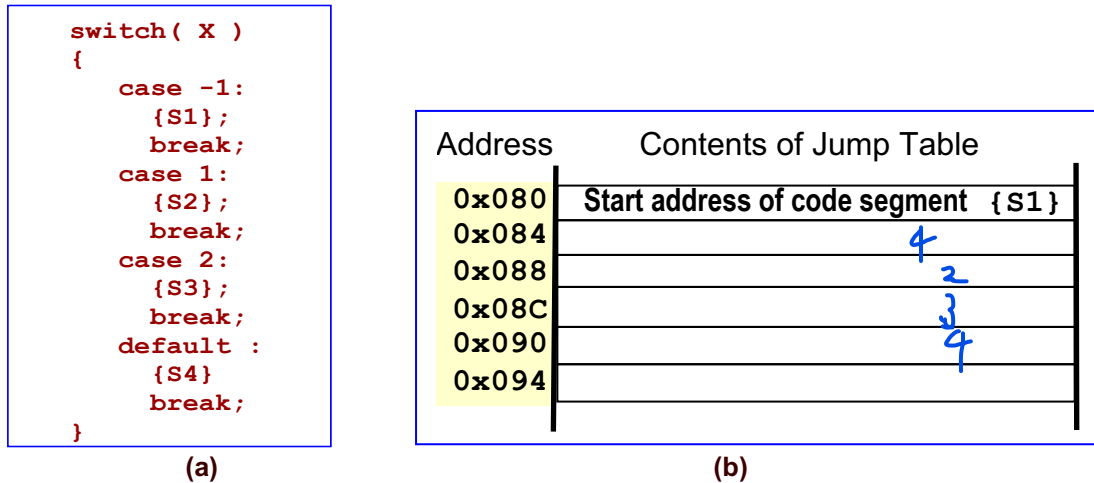 switch( X )
{
case -1:
{S1};
break;
case 1:
{S2};
break;
case 2:
{S3};
break;
default :
{S4}
break;
}
(a)
Address Contents of Jump Table
0x080 Start address of code segment {S1}
0x084 4
0x088 2
0x08C 3
0x090 4
0x094
(b)